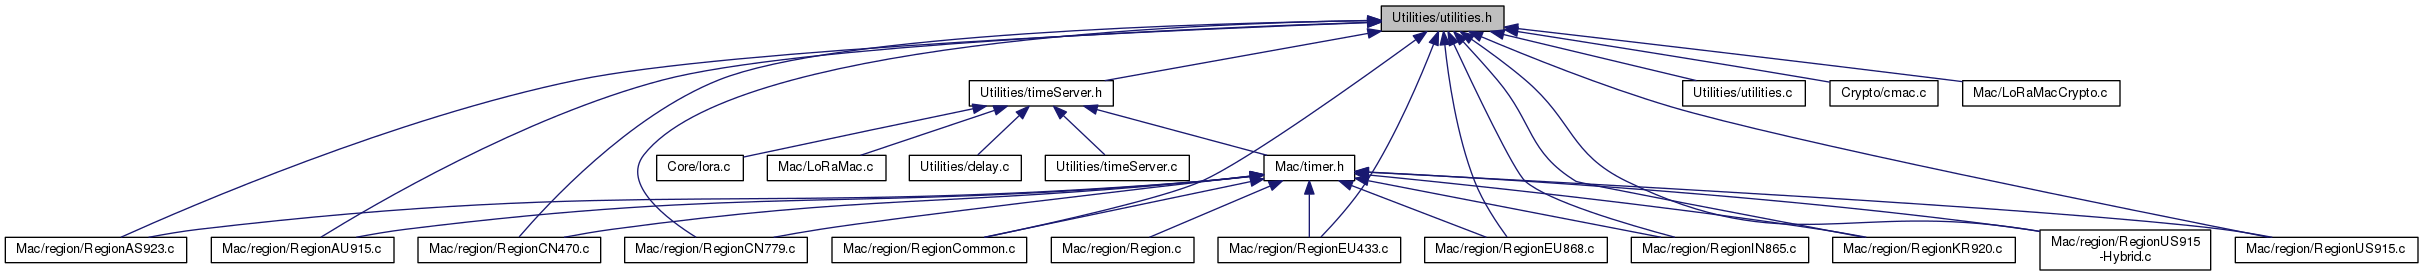 Utilities/utilities.h
Utilities/timeServer.h
Utilities/utilities.c
Crypto/cmac.c
Mac/LoRaMacCrypto.c
Core/lora.c
Mac/LoRaMac.c
Utilities/delay.c
Utilities/timeServer.c
Mac/timer.h
Mac/region/RegionAS923.c
Mac/region/RegionAU915.c
Mac/region/RegionCN470.c
Mac/region/RegionCN779.c
Mac/region/RegionCommon.c
Mac/region/Region.c
Mac/region/RegionEU433.c
Mac/region/RegionEU868.c
Mac/region/RegionIN865.c
Mac/region/RegionKR920.c
Mac/region/RegionUS915
-Hybrid.c
Mac/region/RegionUS915.c